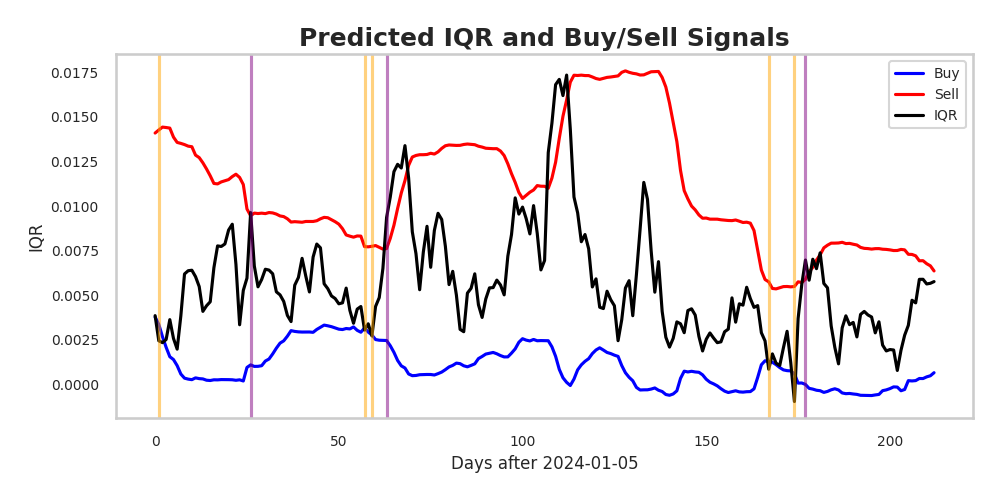 Predicted IQR and Buy/Sell Signals
0.0175
0.0150
0.0125
0.0100
0.0075
0.0050
0.0025
0.0000
IQR
Buy
Sell
IQR
0 50 100 150 200
Days after 2024-01-05